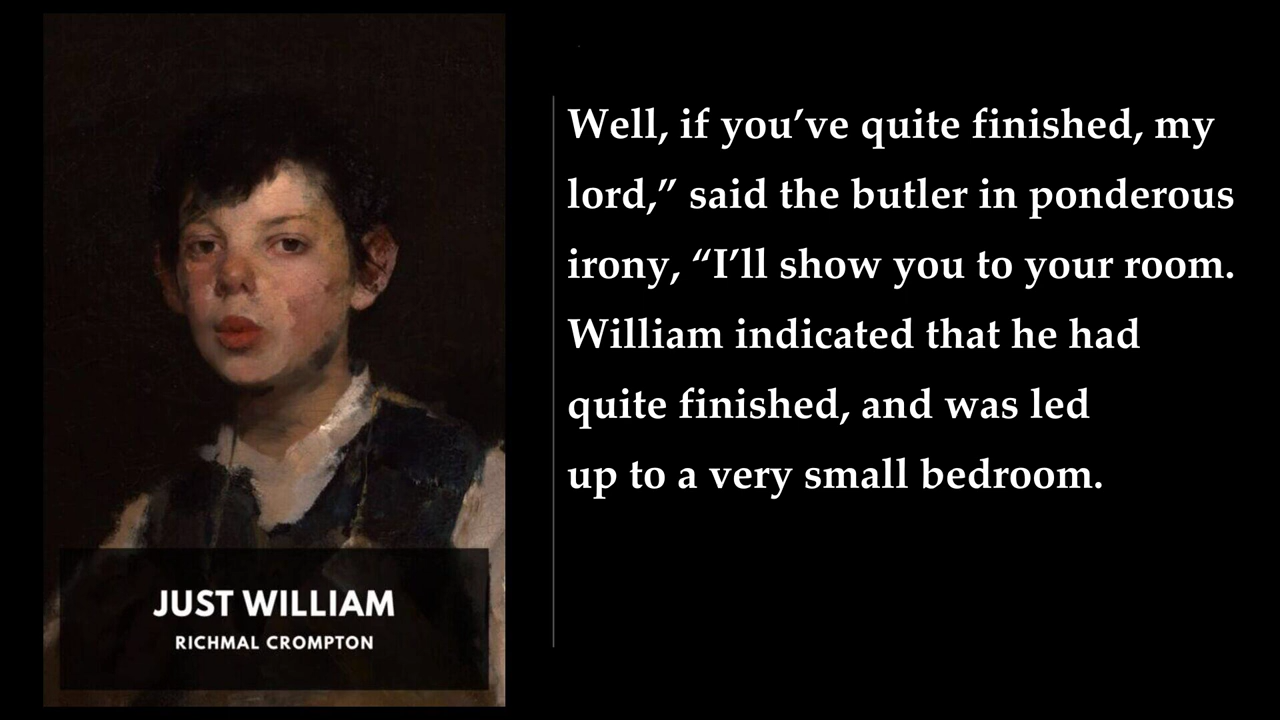 JUST WILLIAM
RICHMAL CROMPTON
Well, if you’ve quite finished, my
lord,” said the butler in ponderous
irony, “I’ll show you to your room.
William indicated that he had
quite finished, and was led
up to a very small bedroom.